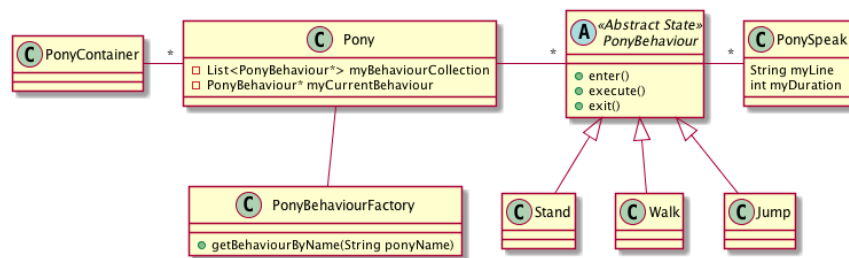 C PonyContainer
*
C Pony
List<PonyBehaviour*> myBehaviourCollection
PonyBehaviour* myCurrentBehaviour
*
A «Abstract State»
PonyBehaviour
enter()
execute()
exit()
*
C PonySpeak
String myLine
int myDuration
C PonyBehaviourFactory
getBehaviourByName(String ponyName)
C Stand
C Walk
C Jump